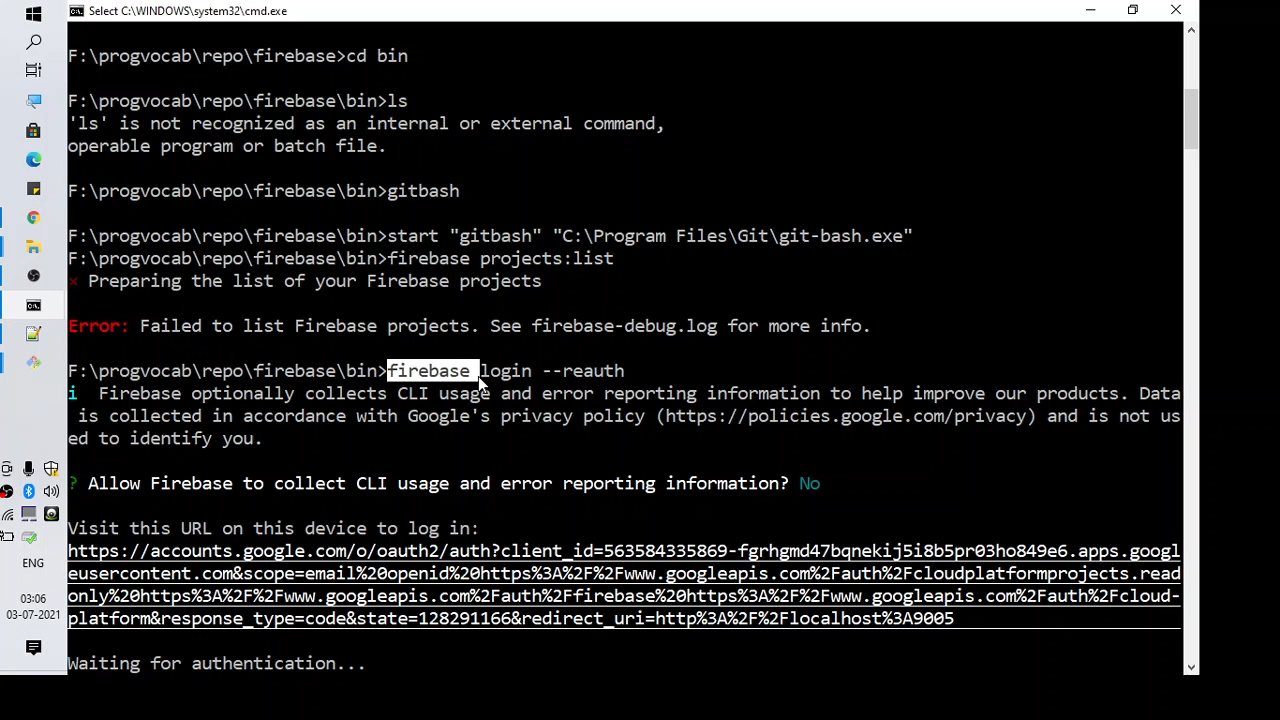 Select C:\WINDOWS\system32\cmd.exe
F:\progvocab\repo\firebase>cd bin
F:\progvocab\repo\firebase\bin>ls
'ls' is not recognized as an internal or external command,
operable program or batch file.
F:\progvocab\repo\firebase\bin>gitbash
F:\progvocab\repo\firebase\bin>start "gitbash" "C:\Program Files\Git\git-bash.exe"
F:\progvocab\repo\firebase\bin>firebase projects:list
× Preparing the list of your Firebase projects
Error: Failed to list Firebase projects. See firebase-debug.log for more info.
F:\progvocab\repo\firebase\bin>firebase login --reauth
i  Firebase optionally collects CLI usage and error reporting information to help improve our products. Data
 is collected in accordance with Google's privacy policy (https://policies.google.com/privacy) and is not us
ed to identify you.
? Allow Firebase to collect CLI usage and error reporting information? No
Visit this URL on this device to log in:
https://accounts.google.com/o/oauth2/auth?client_id=563584335869-fgrhgmd47bqnekij5i8b5pr03ho849e6.apps.googl
eusercontent.com&scope=email%20openid%20https%3A%2F%2Fwww.googleapis.com%2Fauth%2Fcloudplatformprojects.read
only%20https%3A%2F%2Fwww.googleapis.com%2Fauth%2Ffirebase%20https%3A%2F%2Fwww.googleapis.com%2Fauth%2Fcloud-
platform&response_type=code&state=128291166&redirect_uri=http%3A%2F%2Flocalhost%3A9005
Waiting for authentication...
ENG
03:06
03-07-2021